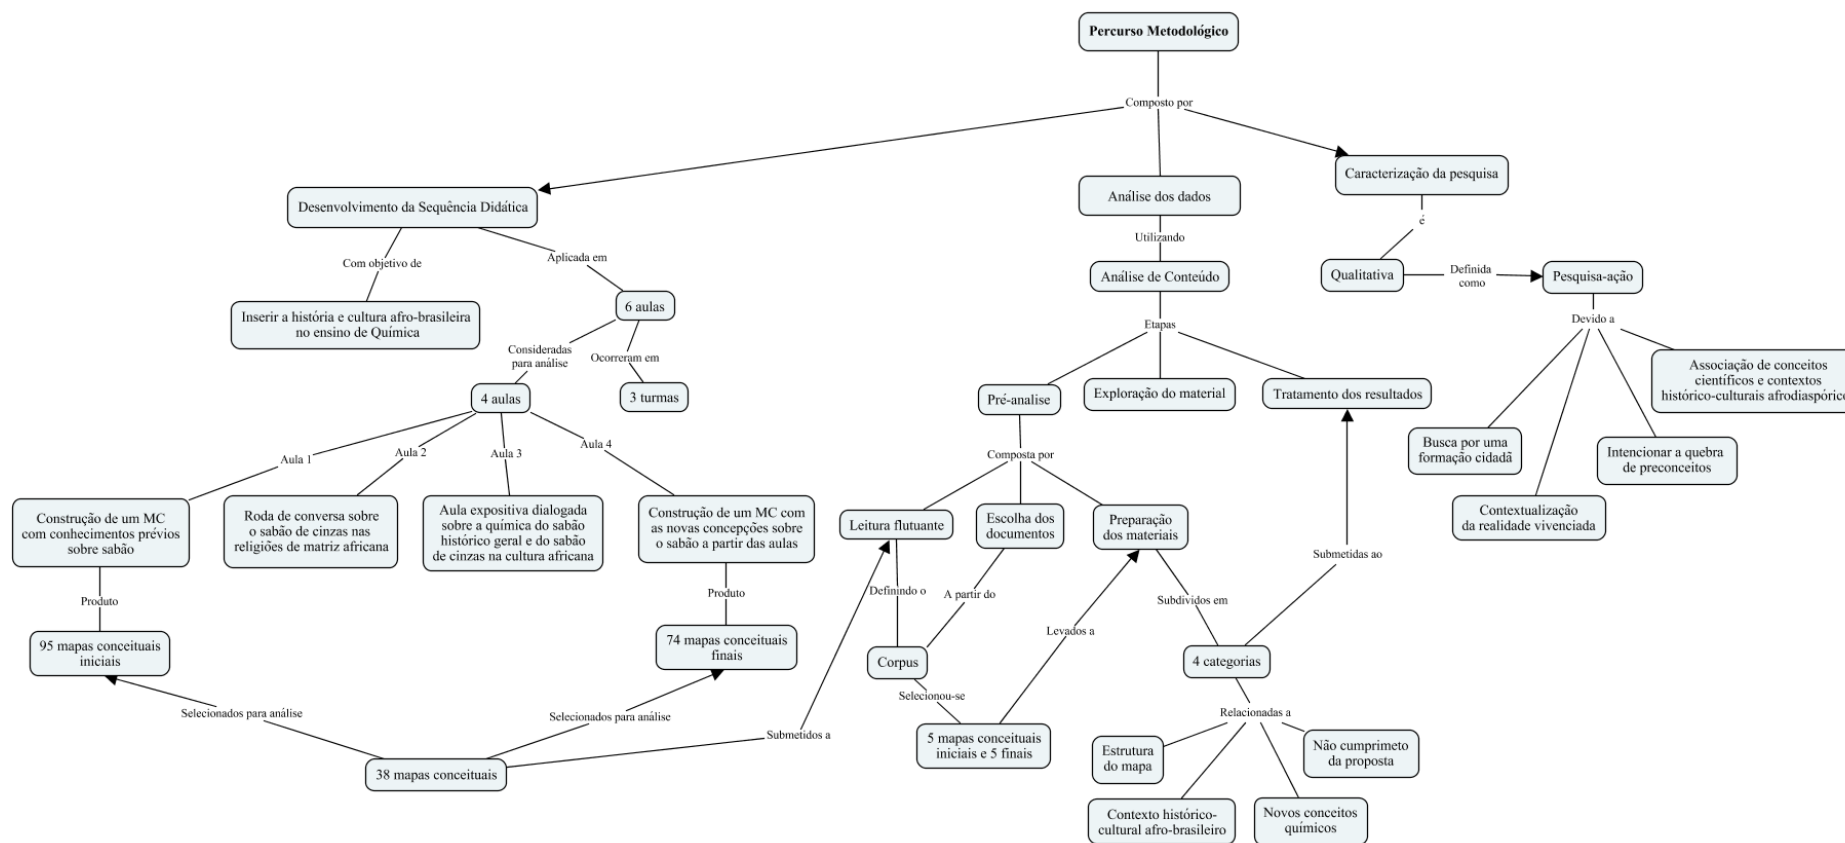 Percurso Metodológico
Composto por
Caracterização da pesquisa
Desenvolvimento da Sequência Didática
Análise dos dados
é
Com objetivo de
Aplicada em
Utilizando
Qualitativa
Definida
como
Pesquisa-ação
Inserir a história e cultura afro-brasileira
no ensino de Química
6 aulas
Análise de Conteúdo
Devido a
Consideradas
para análise
Ocorreram em
Etapas
4 aulas
3 turmas
Pré-analise
Exploração do material
Tratamento dos resultados
Associação de conceitos
científicos e contextos
histórico-culturais afrodiaspórico
Busca por uma
formação cidadã
Intencionar a quebra
de preconceitos
Contextualização
da realidade vivenciada
Aula 1
Aula 2
Aula 3
Aula 4
Composta por
Construção de um MC
com conhecimentos prévios
sobre sabão
Roda de conversa sobre
o sabão de cinzas nas
religiões de matriz africana
Aula expositiva dialogada
sobre a química do sabão
histórico geral e do sabão
de cinzas na cultura africana
Construção de um MC com
as novas concepções sobre
o sabão a partir das aulas
Leitura flutuante
Escolha dos
documentos
Preparação
dos materiais
Submetidas ao
Produto
Produto
Definindo o
A partir do
Subdividos em
Levados a
95 mapas conceituais
iniciais
74 mapas conceituais
finais
Corpus
4 categorias
Selecionados para análise
Selecionados para análise
Submetidos a
Selecionou-se
Relacionadas a
38 mapas conceituais
5 mapas conceituais
iniciais e 5 finais
Estrutura
do mapa
Não cumprimeto
da proposta
Contexto histórico-
cultural afro-brasileiro
Novos conceitos
químicos